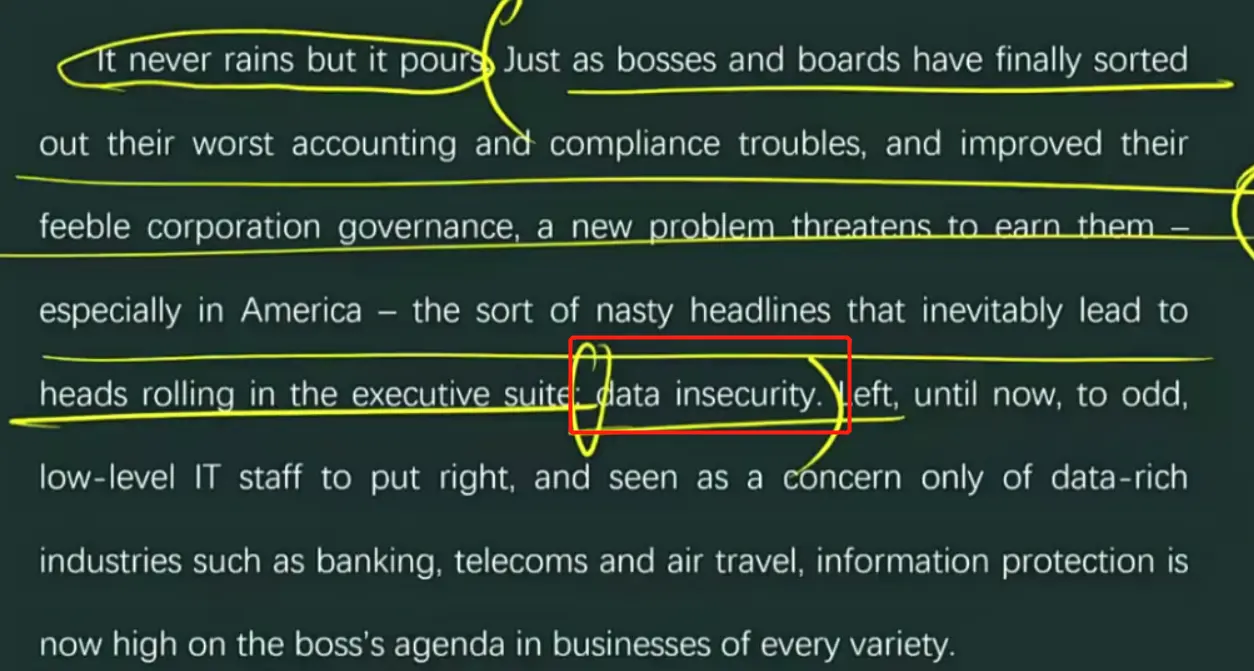 It never rains but it pours. Just as bosses and boards have finally sorted
out their worst accounting and compliance troubles, and improved their
feeble corporation governance, a new problem threatens to earn them –
especially in America – the sort of nasty headlines that inevitably lead to
heads rolling in the executive suite: data insecurity. Left, until now, to odd,
low-level IT staff to put right, and seen as a concern only of data-rich
industries such as banking, telecoms and air travel, information protection is
now high on the boss's agenda in businesses of every variety.